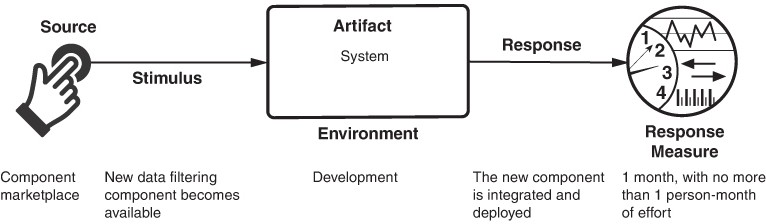 Source
Stimulus
Artifact
System
Environment
Response
1
2
3
4
Response
Measure
Component
marketplace
New data filtering
component becomes
available
Development
The new component
is integrated and
deployed
1 month, with no more
than 1 person-month
of effort